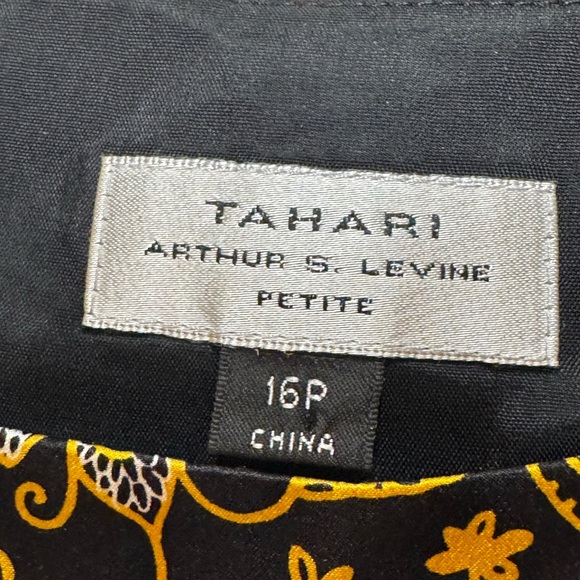 TAHARI
ARTHUR S. LEVINE
PETITE
16P
CHINA